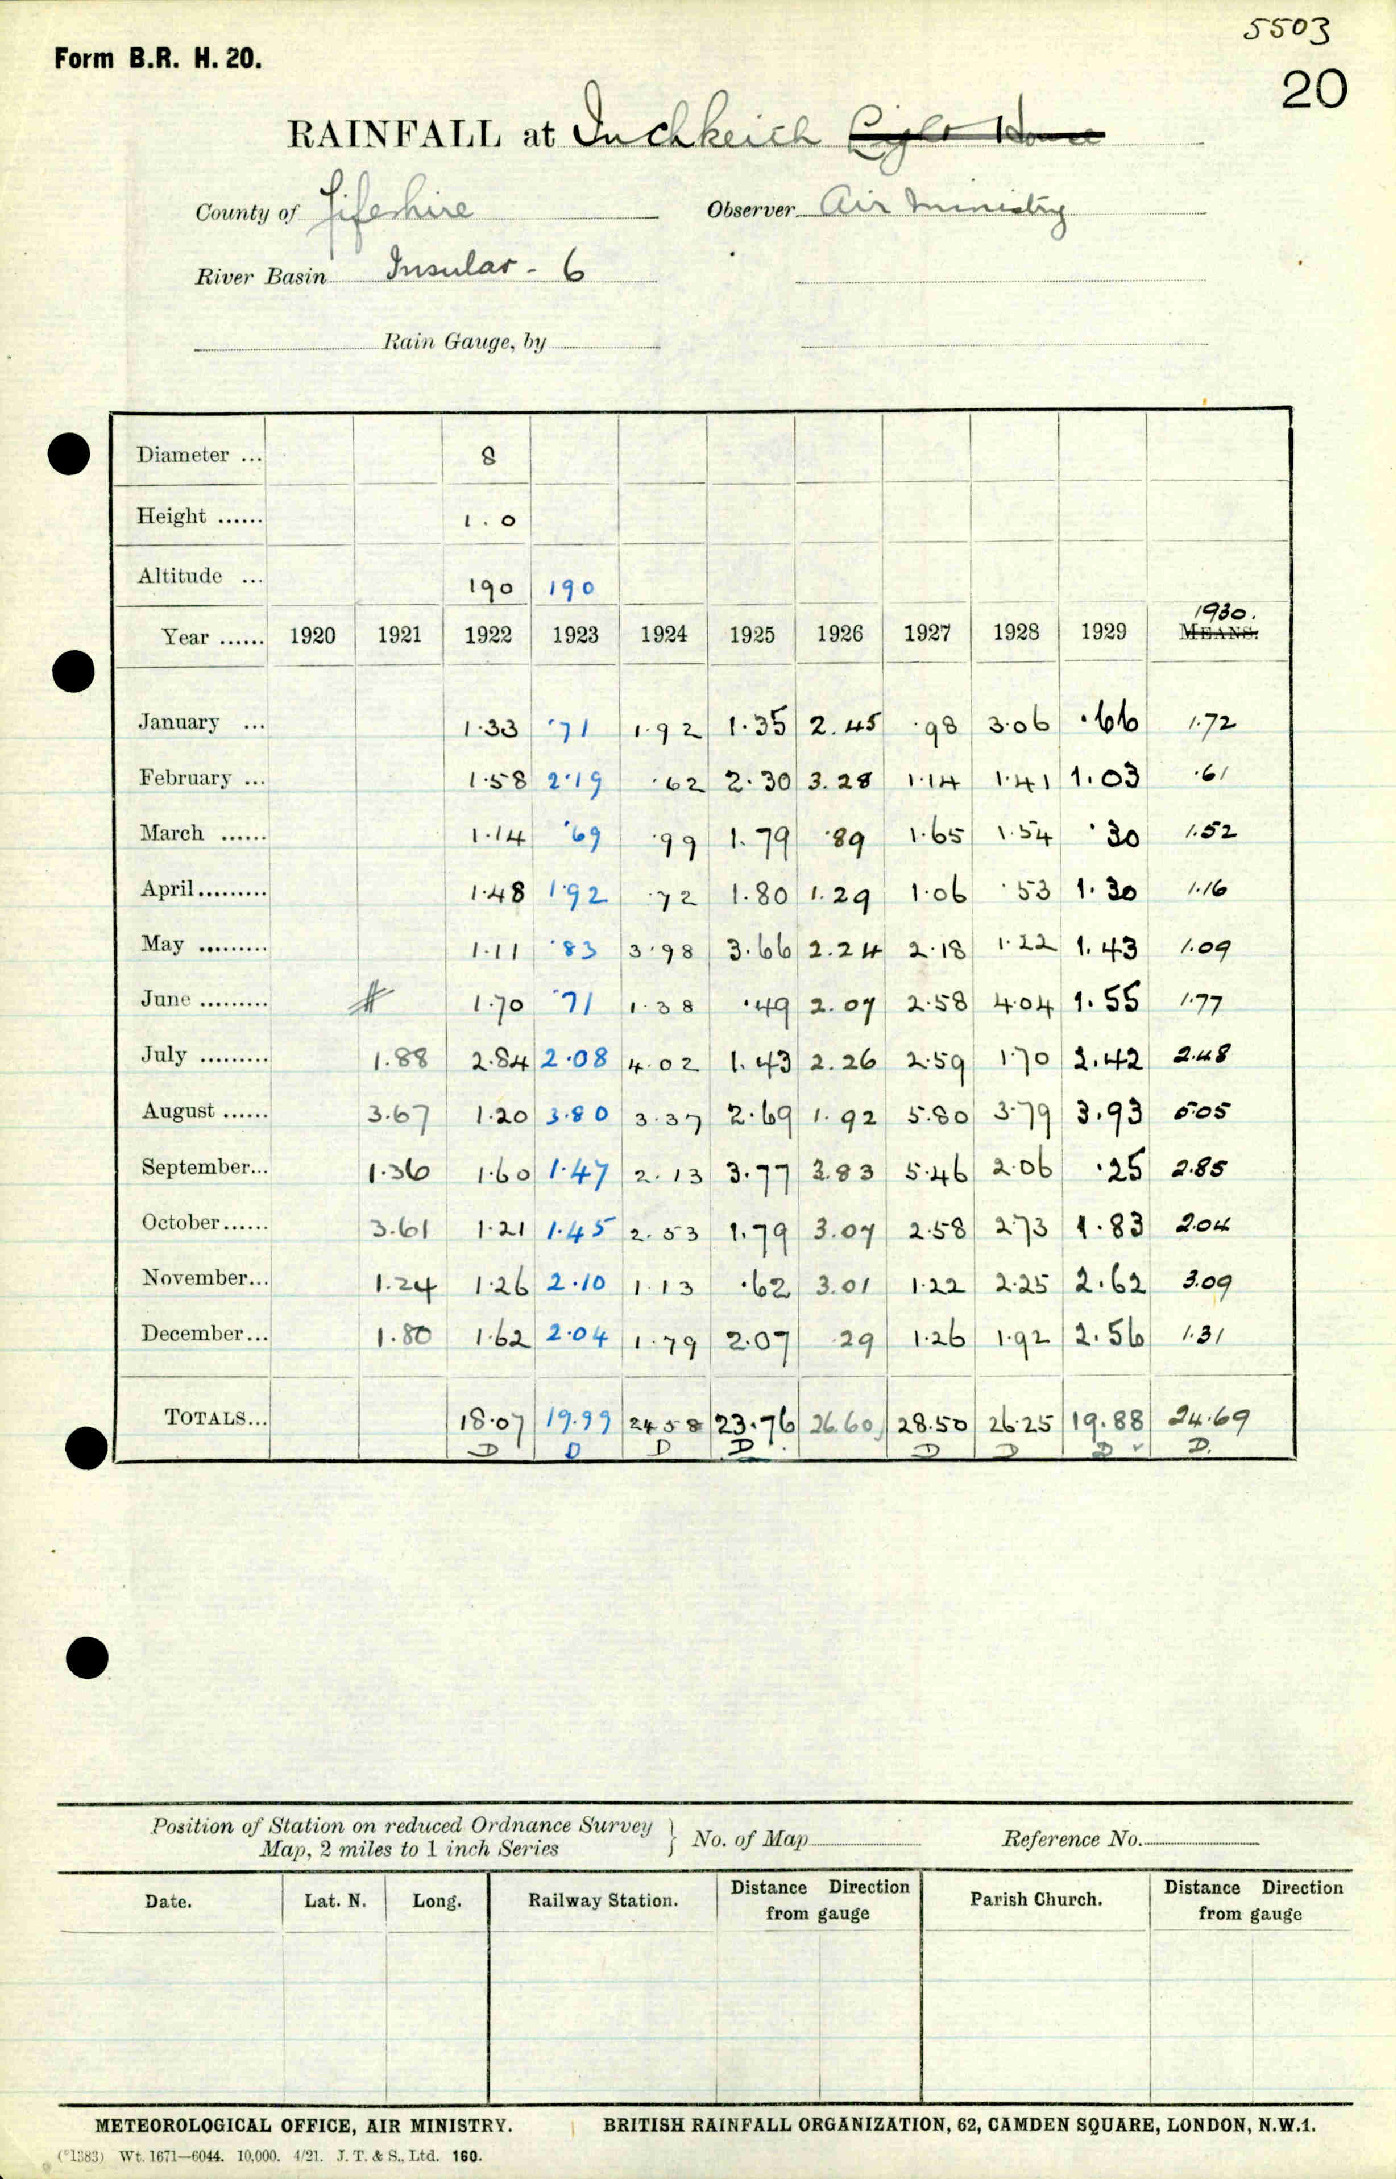 5503
Form B.R. H. 20.
20
RAINFALL at Inchkeith Light House
County of Fifeshire Observer Air Ministry
River Basin Insular - 6
Rain Gauge, by
Diameter ... 8
Height ...... 1.0
Altitude ... 190 190
1930.
Year ...... 1920 1921 1922 1923 1924 1925 1926 1927 1928 1929 MEANS.
January ... 1.33 .71 1.92 1.35 2.45 .98 3.06 .66 1.72
February ... 1.58 2.19 .62 2.30 3.28 1.14 1.41 1.03 .61
March ...... 1.14 .69 .99 1.79 .89 1.65 1.54 .30 1.52
April......... 1.48 1.92 .72 1.80 1.29 1.06 .53 1.30 1.16
May ......... 1.11 .83 3.98 3.66 2.24 2.18 1.22 1.43 1.09
June ......... 1.70 .71 1.38 .49 2.07 2.58 4.04 1.55 1.77
July ......... 1.88 2.84 2.08 4.02 1.43 2.26 2.59 1.70 2.42 2.48
August ...... 3.67 1.20 3.80 3.37 2.69 1.92 5.80 3.79 3.93 5.05
September... 1.36 1.60 1.47 2.13 3.77 3.83 5.46 2.06 .25 2.85
October...... 3.61 1.21 1.45 2.53 1.79 3.07 2.58 2.73 1.83 2.04
November... 1.24 1.26 2.10 1.13 .62 3.01 1.22 2.25 2.62 3.09
December... 1.80 1.62 2.04 1.79 2.07 .29 1.26 1.92 2.56 1.31
TOTALS... 18.07 19.99 24.58 23.76 26.60 28.50 26.25 19.88 24.69
D D D D. D D D ✓ D.
Position of Station on reduced Ordnance Survey
Map, 2 miles to 1 inch Series } No. of Map Reference No.
Date. Lat. N. Long. Railway Station. Distance Direction from gauge Parish Church. Distance Direction from gauge
METEOROLOGICAL OFFICE, AIR MINISTRY. BRITISH RAINFALL ORGANIZATION, 62, CAMDEN SQUARE, LONDON, N.W.1.
(*1383) Wt. 1671—6044. 10,000. 4/21. J. T. & S., Ltd. 160.